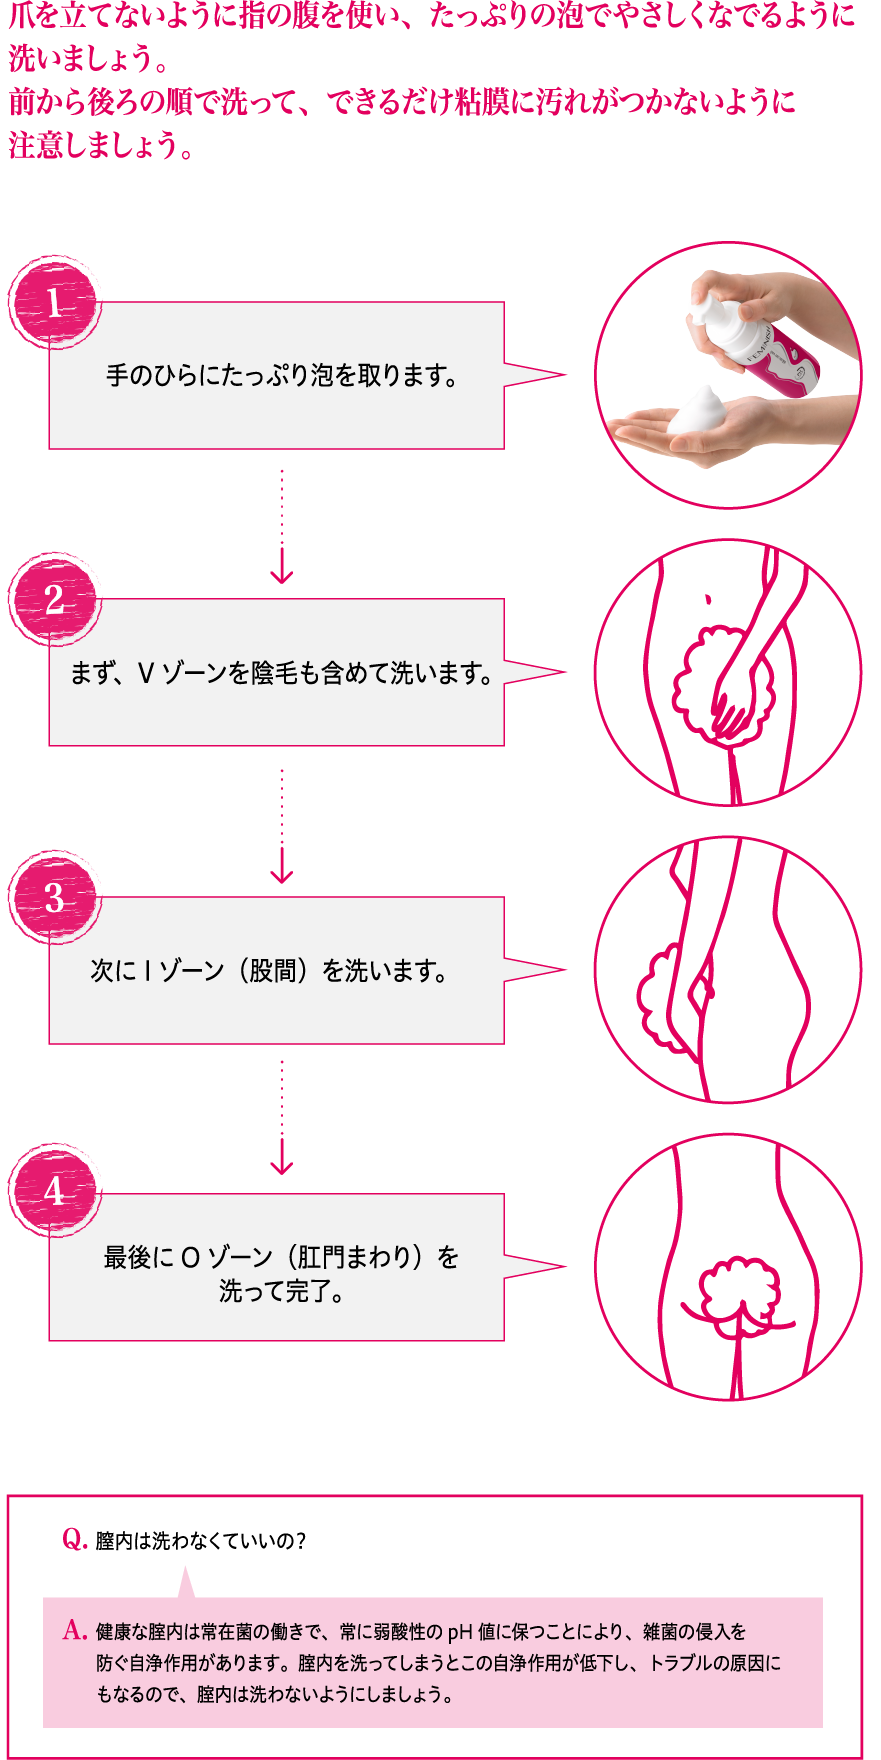 爪を立てないように指の腹を使い、たっぷりの泡でやさしくなでるように
洗いましょう。
前から後ろの順で洗って、できるだけ粘膜に汚れがつかないように
注意しましょう。
1
手のひらにたっぷり泡を取ります。
2
まず、V ゾーンを陰毛も含めて洗います。
3
次に I ゾーン（股間）を洗います。
4
最後に O ゾーン（肛門まわり）を
洗って完了。
Q. 膣内は洗わなくていいの?
A. 健康な膣内は常在菌の働きで、常に弱酸性の pH 値に保つことにより、雑菌の侵入を
防ぐ自浄作用があります。膣内を洗ってしまうとこの自浄作用が低下し、トラブルの原因に
もなるので、膣内は洗わないようにしましょう。